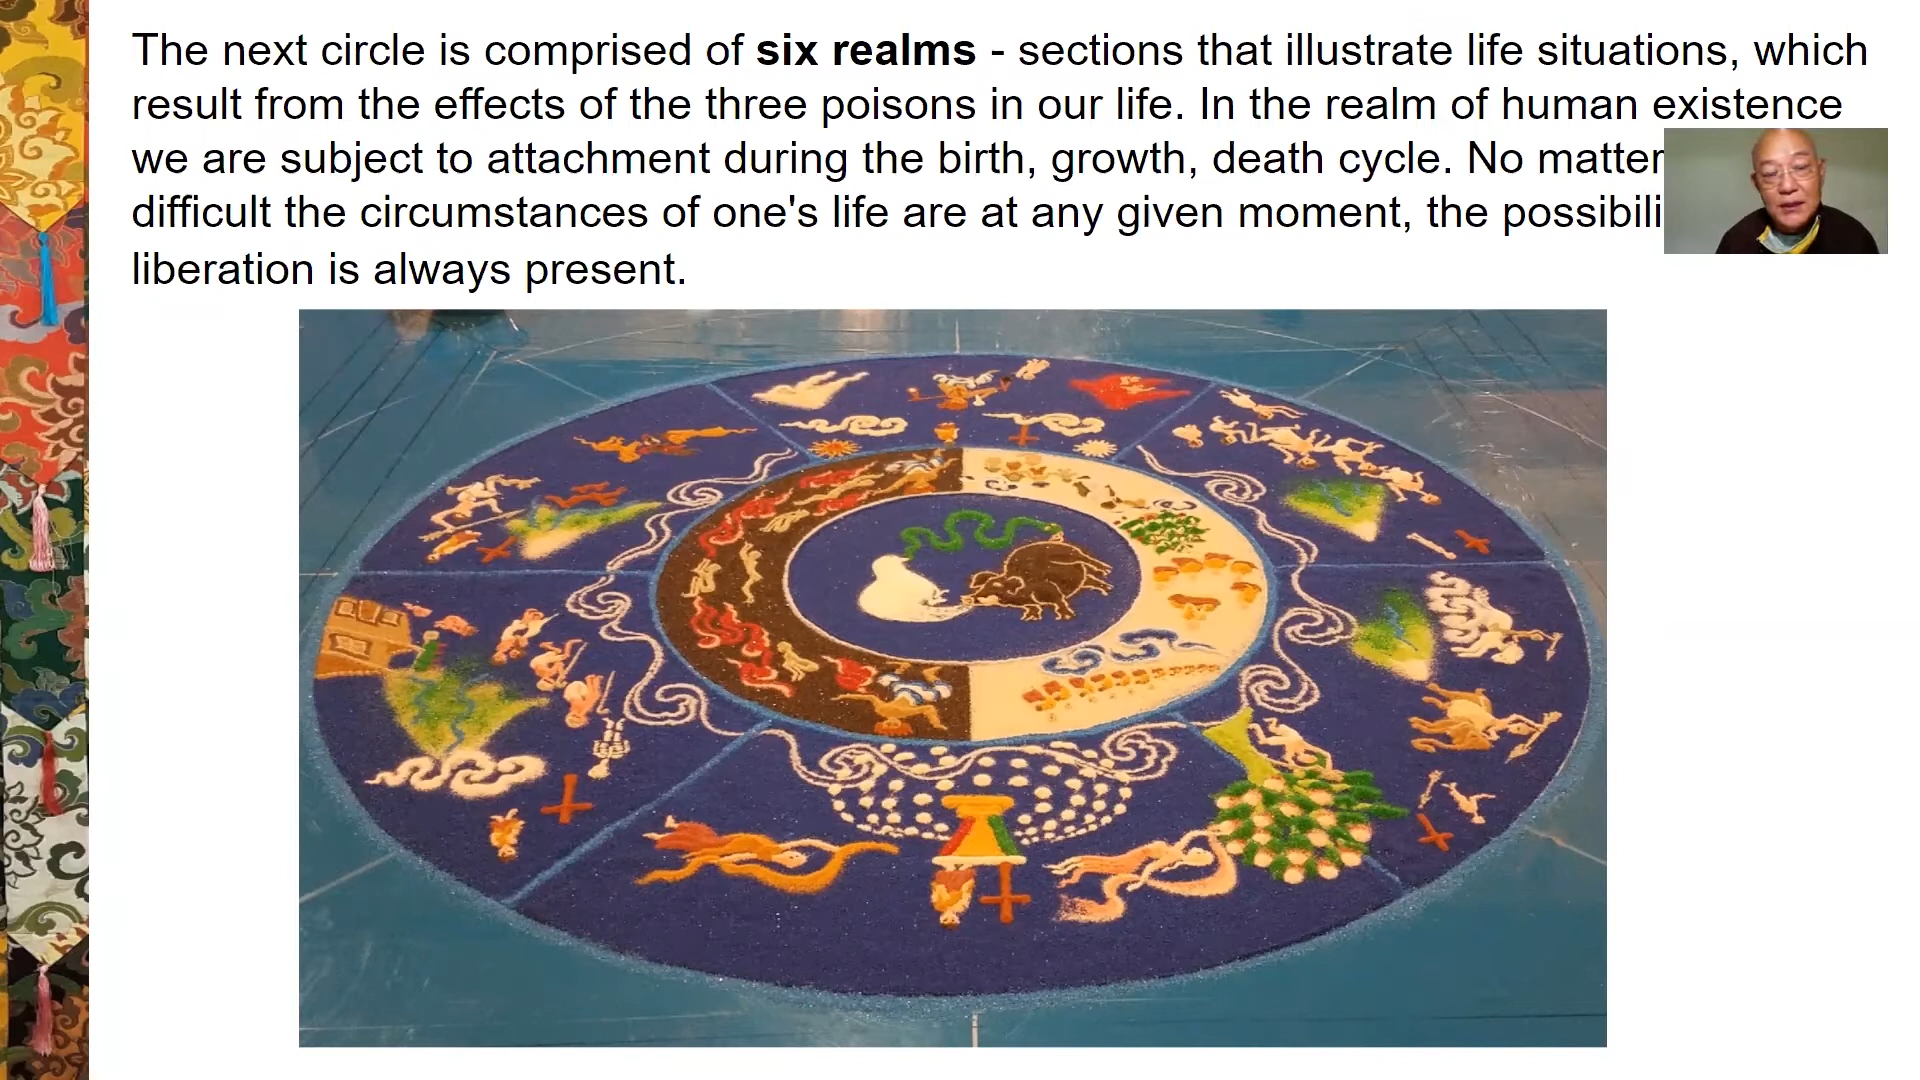 The next circle is comprised of six realms - sections that illustrate life situations, which
result from the effects of the three poisons in our life. In the realm of human existence
we are subject to attachment during the birth, growth, death cycle. No matter
difficult the circumstances of one's life are at any given moment, the
liberation is always present.